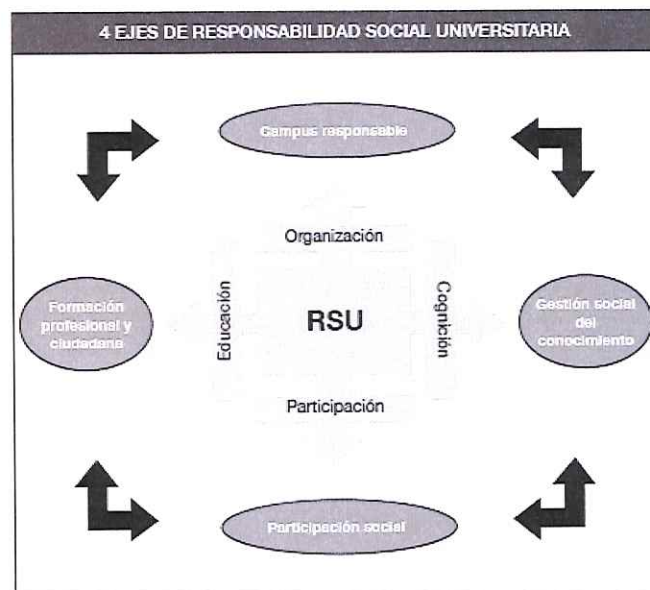 4 EJES DE RESPONSABILIDAD SOCIAL UNIVERSITARIA
Campus responsable
Organización
Formación
profesional y
ciudadana
Educación
RSU
Cognición
Gestión social
del
conocimiento
Participación
Participación social